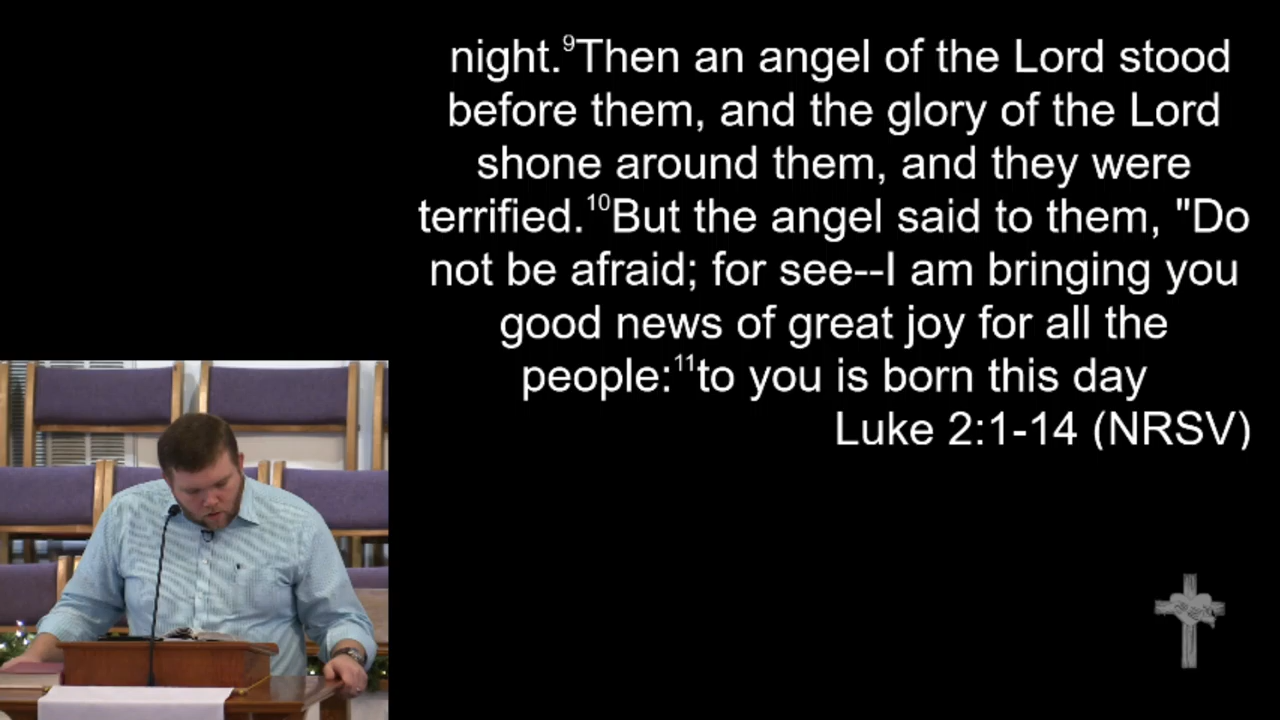 night.⁹Then an angel of the Lord stood
before them, and the glory of the Lord
shone around them, and they were
terrified.¹⁰But the angel said to them, "Do
not be afraid; for see--I am bringing you
good news of great joy for all the
people:¹¹to you is born this day
Luke 2:1-14 (NRSV)